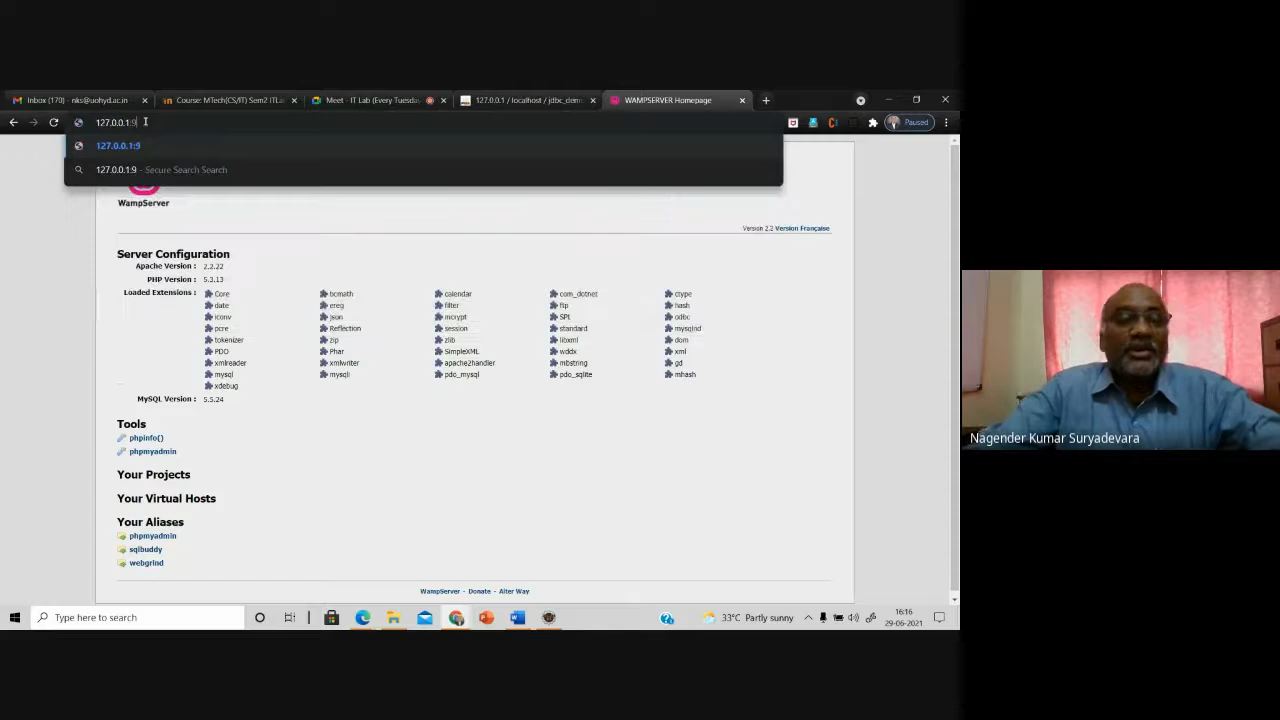 Inbox (170) - nks@uohyd.ac.in
Course: MTech(CS/IT) Sem2 ITLa
Meet - IT Lab (Every Tuesda
127.0.0.1 / localhost / jdbc_dem
WAMPSERVER Homepage
127.0.0.1:9
Paused
127.0.0.1:9
127.0.0.1:9 - Secure Search Search
WampServer
Version 2.2 Version Française
Server Configuration
Apache Version : 2.2.22
PHP Version : 5.3.13
Loaded Extensions : Core bcmath calendar com_dotnet ctype
date ereg filter ftp hash
iconv json mcrypt SPL odbc
pcre Reflection session standard mysqlnd
tokenizer zip zlib libxml dom
PDO Phar SimpleXML wddx xml
xmlreader xmlwriter apache2handler mbstring gd
mysql mysqli pdo_mysql pdo_sqlite mhash
xdebug
MySQL Version : 5.5.24
Tools
phpinfo()
phpmyadmin
Your Projects
Your Virtual Hosts
Your Aliases
phpmyadmin
sqlbuddy
webgrind
WampServer - Donate - Alter Way
Type here to search
33°C Partly sunny
16:16
29-06-2021
Nagender Kumar Suryadevara